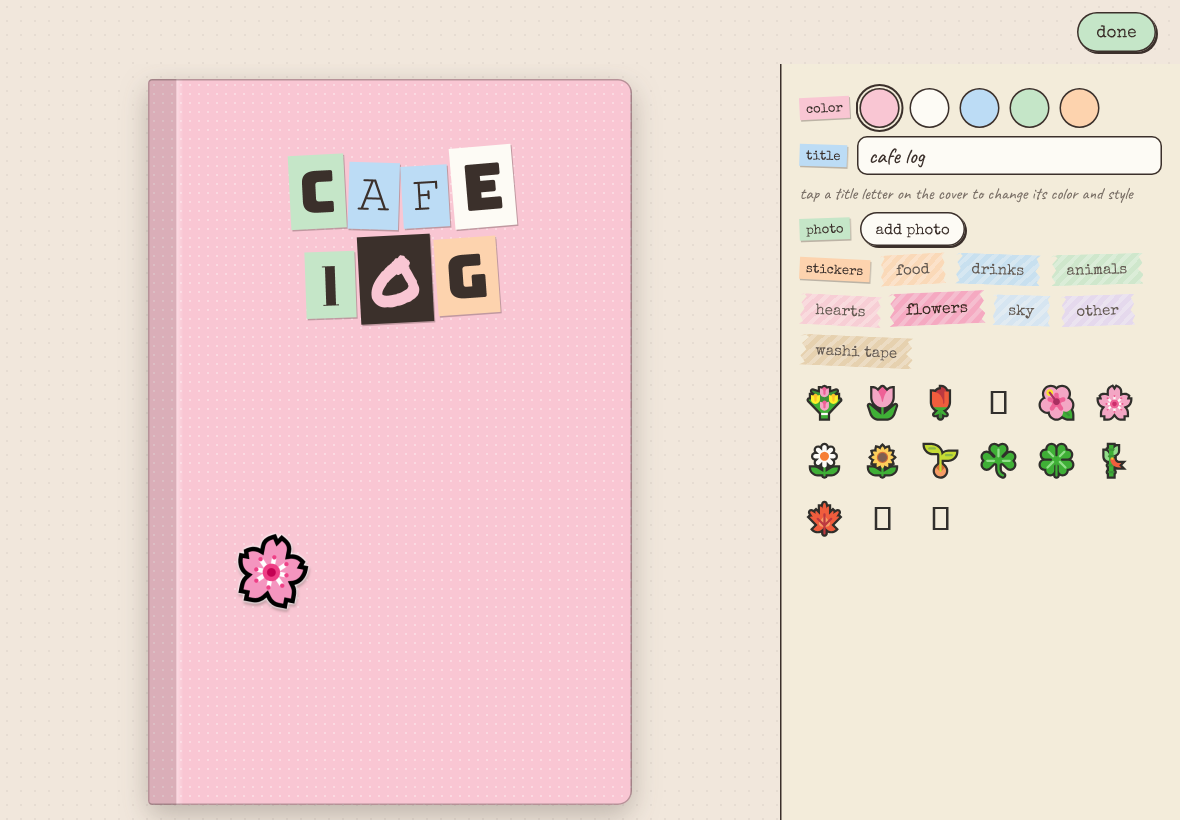 done
CAFE
lOG
color
title
cafe log
tap a title letter on the cover to change its color and style
photo
add photo
stickers
food
drinks
animals
hearts
flowers
sky
other
washi tape